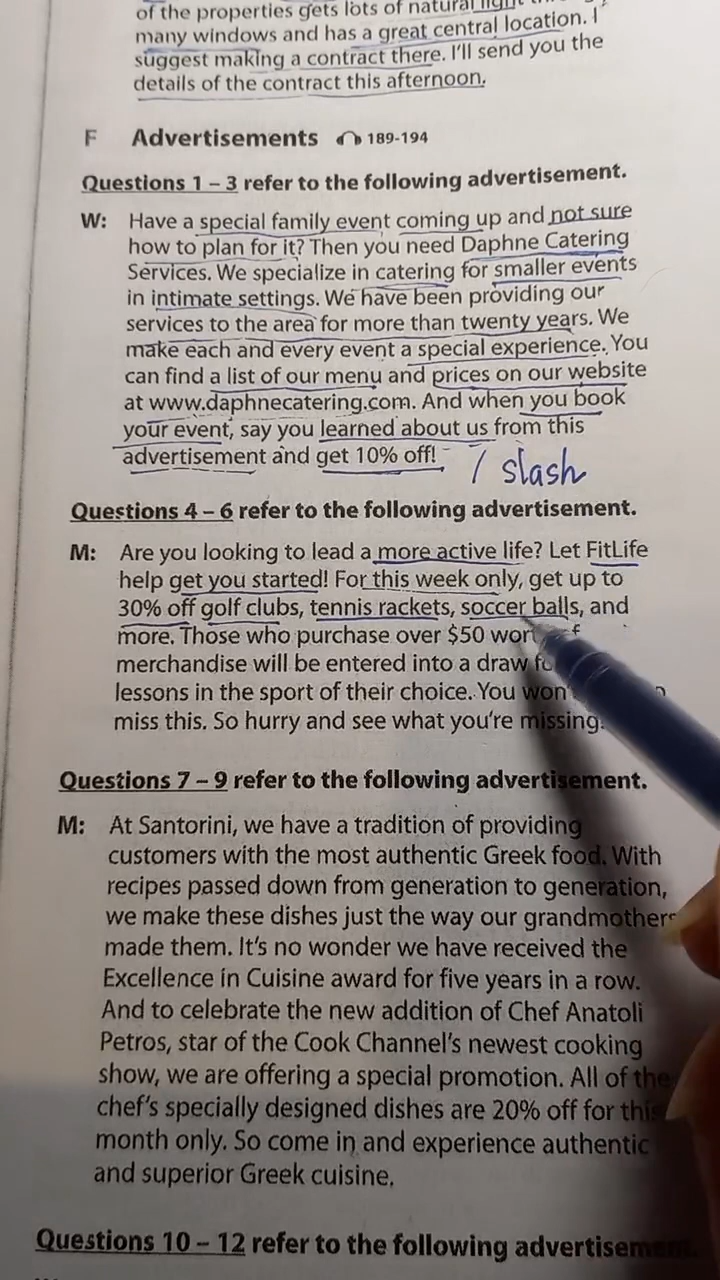 of the properties gets lots of natural light
many windows and has a great central location. I
suggest making a contract there. I'll send you the
details of the contract this afternoon.
F Advertisements 189-194
Questions 1 – 3 refer to the following advertisement.
W: Have a special family event coming up and not sure
how to plan for it? Then you need Daphne Catering
Services. We specialize in catering for smaller events
in intimate settings. We have been providing our
services to the area for more than twenty years. We
make each and every event a special experience. You
can find a list of our menu and prices on our website
at www.daphnecatering.com. And when you book
your event, say you learned about us from this
advertisement and get 10% off! / slash
Questions 4 – 6 refer to the following advertisement.
M: Are you looking to lead a more active life? Let FitLife
help get you started! For this week only, get up to
30% off golf clubs, tennis rackets, soccer balls, and
more. Those who purchase over $50
merchandise will be entered into a draw
lessons in the sport of their choice. You
miss this. So hurry and see what you're missing.
Questions 7 – 9 refer to the following advertisement.
M: At Santorini, we have a tradition of providing
customers with the most authentic Greek food. With
recipes passed down from generation to generation,
we make these dishes just the way our grandmothers
made them. It's no wonder we have received the
Excellence in Cuisine award for five years in a row.
And to celebrate the new addition of Chef Anatoli
Petros, star of the Cook Channel's newest cooking
show, we are offering a special promotion. All of the
chef's specially designed dishes are 20% off for this
month only. So come in and experience authentic
and superior Greek cuisine.
Questions 10 – 12 refer to the following advertisement.